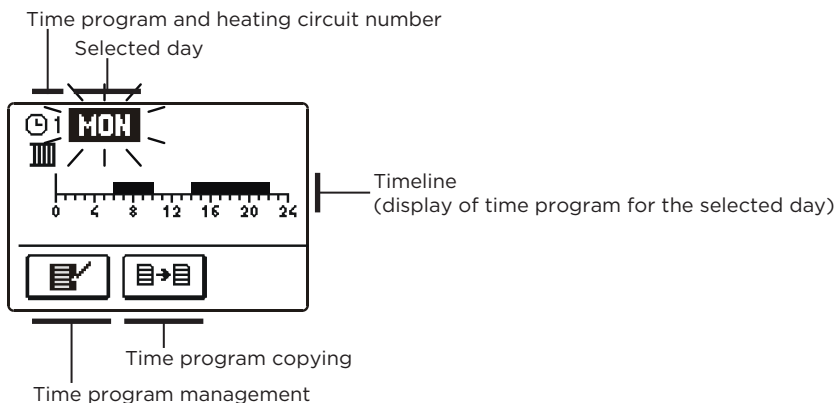 Time program and heating circuit number
Selected day
1 MON
0 4 8 12 16 20 24
Timeline
(display of time program for the selected day)
Time program copying
Time program management